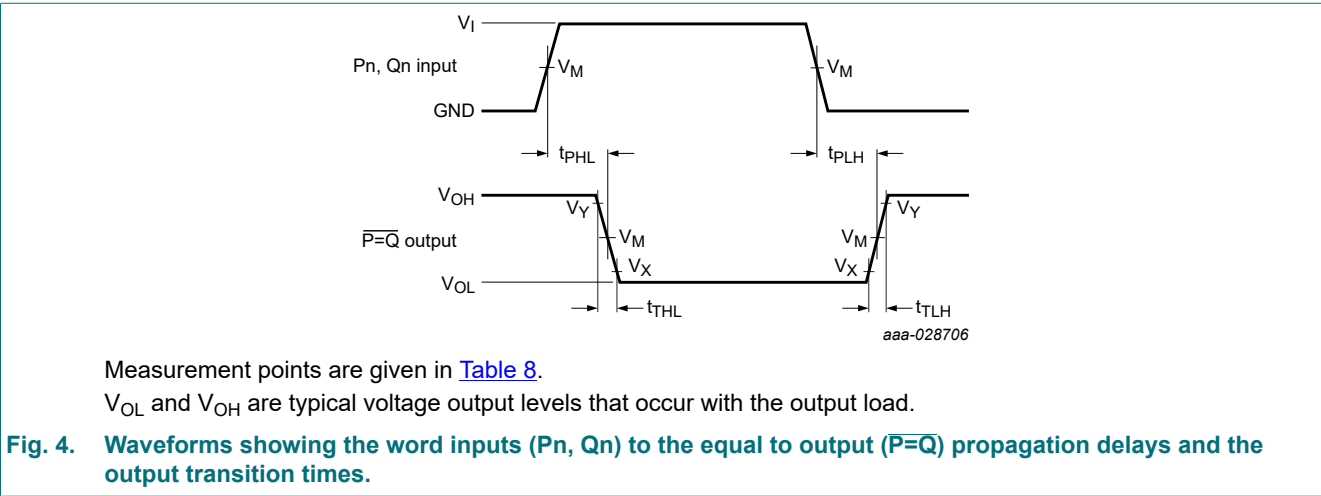 V_I
Pn, Qn input
V_M
V_M
GND
t_PHL
t_PLH
V_OH
V_Y
V_Y
P̅=̅Q̅ output
V_M
V_M
V_X
V_X
V_OL
t_THL
t_TLH
aaa-028706
Measurement points are given in Table 8.
V_OL and V_OH are typical voltage output levels that occur with the output load.
Fig. 4. Waveforms showing the word inputs (Pn, Qn) to the equal to output (P̅=̅Q̅) propagation delays and the
output transition times.